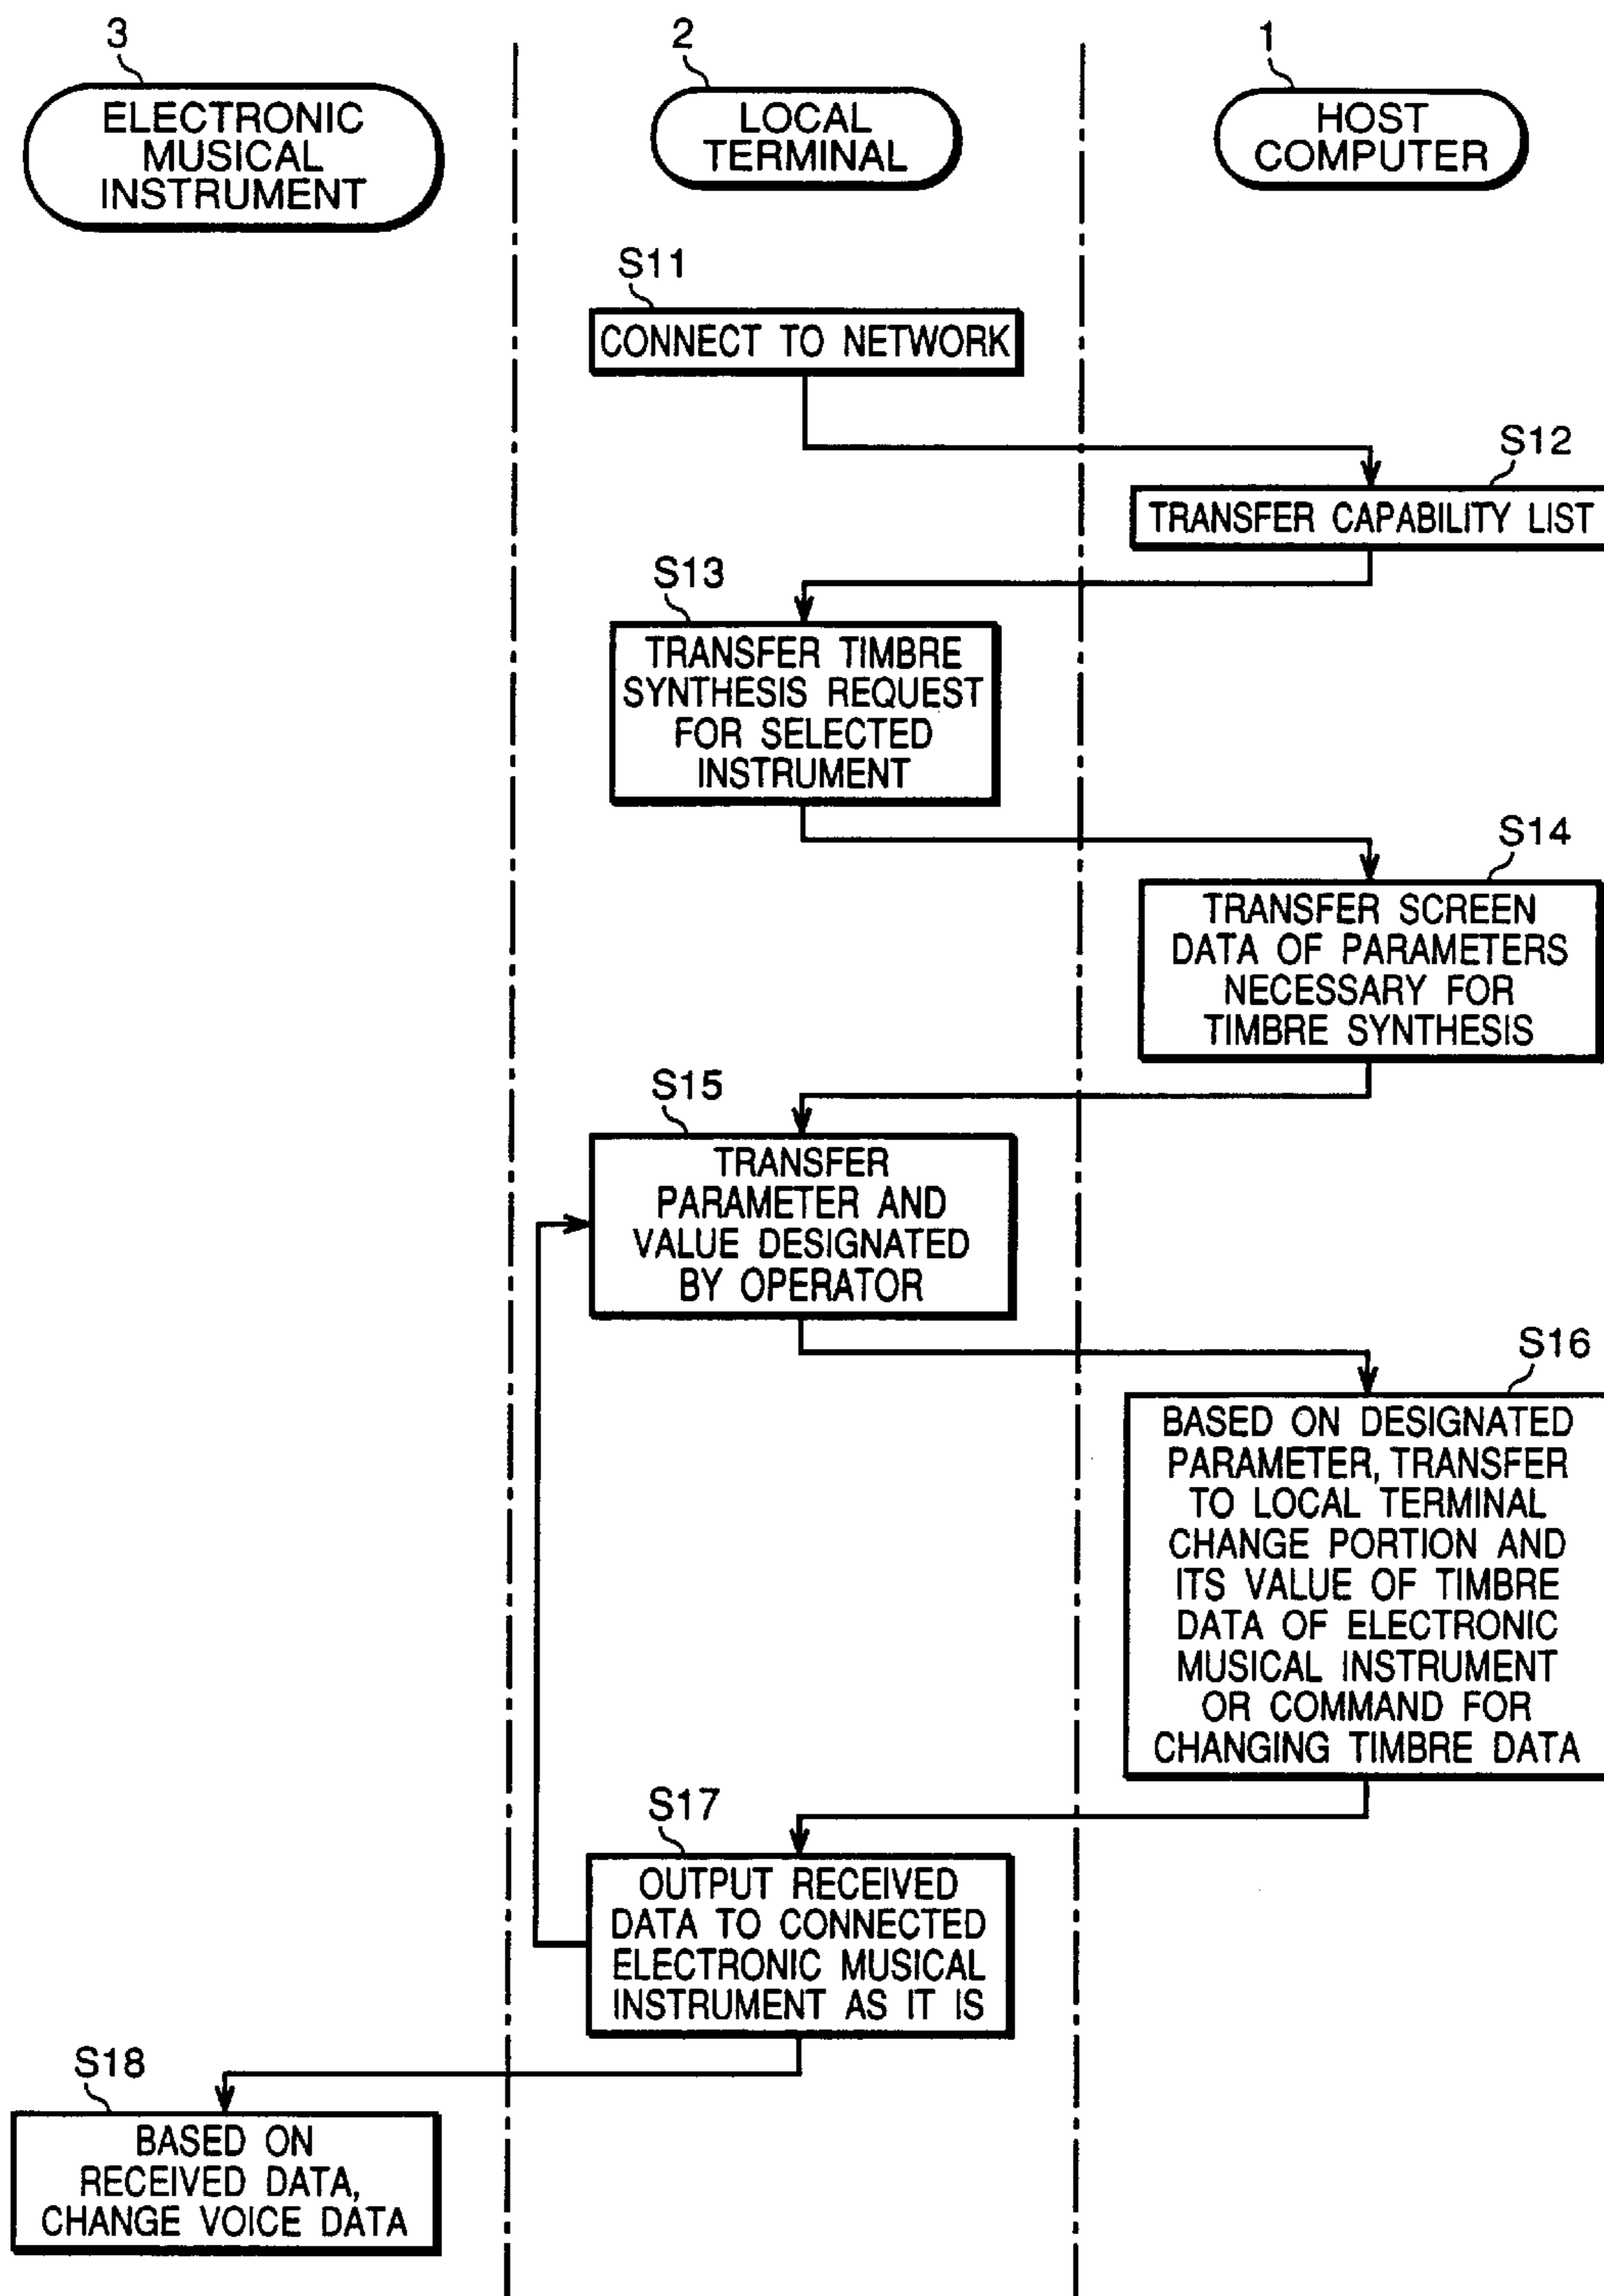 3
ELECTRONIC
MUSICAL
INSTRUMENT
2
LOCAL
TERMINAL
1
HOST
COMPUTER
S11
CONNECT TO NETWORK
S12
TRANSFER CAPABILITY LIST
S13
TRANSFER TIMBRE
SYNTHESIS REQUEST
FOR SELECTED
INSTRUMENT
S14
TRANSFER SCREEN
DATA OF PARAMETERS
NECESSARY FOR
TIMBRE SYNTHESIS
S15
TRANSFER
PARAMETER AND
VALUE DESIGNATED
BY OPERATOR
S16
BASED ON DESIGNATED
PARAMETER, TRANSFER
TO LOCAL TERMINAL
CHANGE PORTION AND
ITS VALUE OF TIMBRE
DATA OF ELECTRONIC
MUSICAL INSTRUMENT
OR COMMAND FOR
CHANGING TIMBRE DATA
S17
OUTPUT RECEIVED
DATA TO CONNECTED
ELECTRONIC MUSICAL
INSTRUMENT AS IT IS
S18
BASED ON
RECEIVED DATA,
CHANGE VOICE DATA